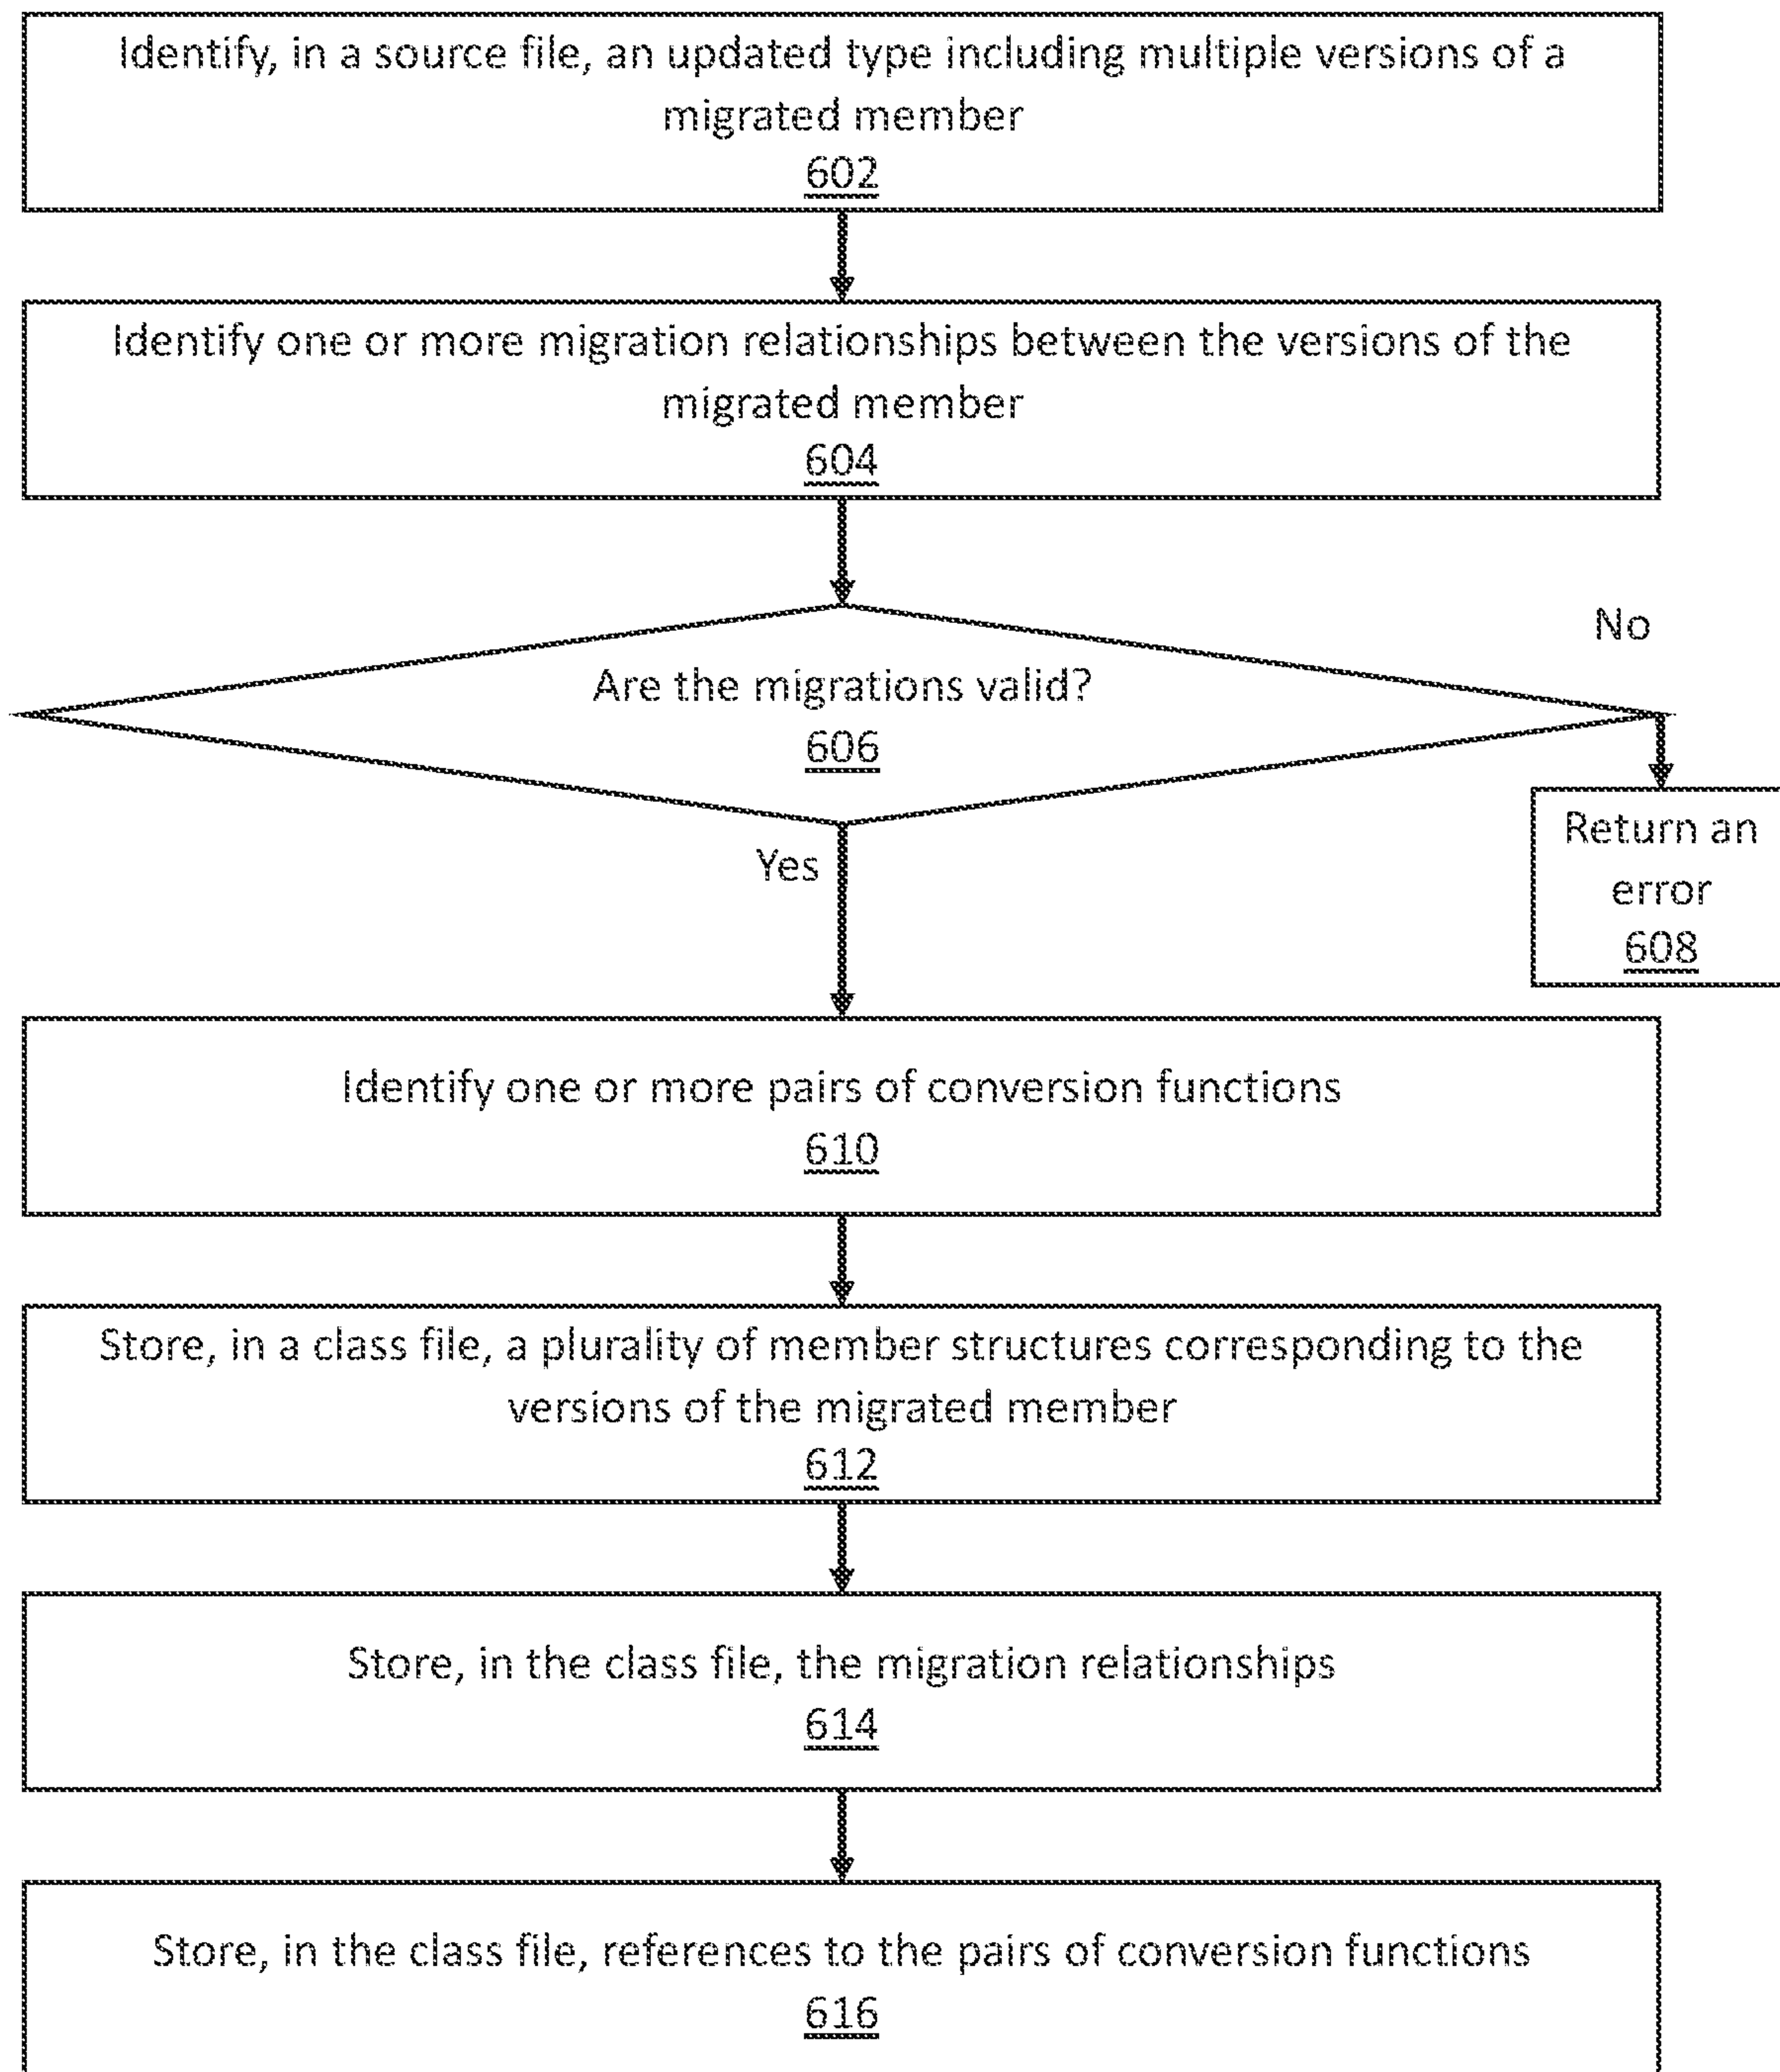 Identify, in a source file, an updated type including multiple versions of a
migrated member
602
Identify one or more migration relationships between the versions of the
migrated member
604
No
Are the migrations valid?
606
Yes
Return an
error
608
Identify one or more pairs of conversion functions
610
Store, in a class file, a plurality of member structures corresponding to the
versions of the migrated member
612
Store, in the class file, the migration relationships
614
Store, in the class file, references to the pairs of conversion functions
616